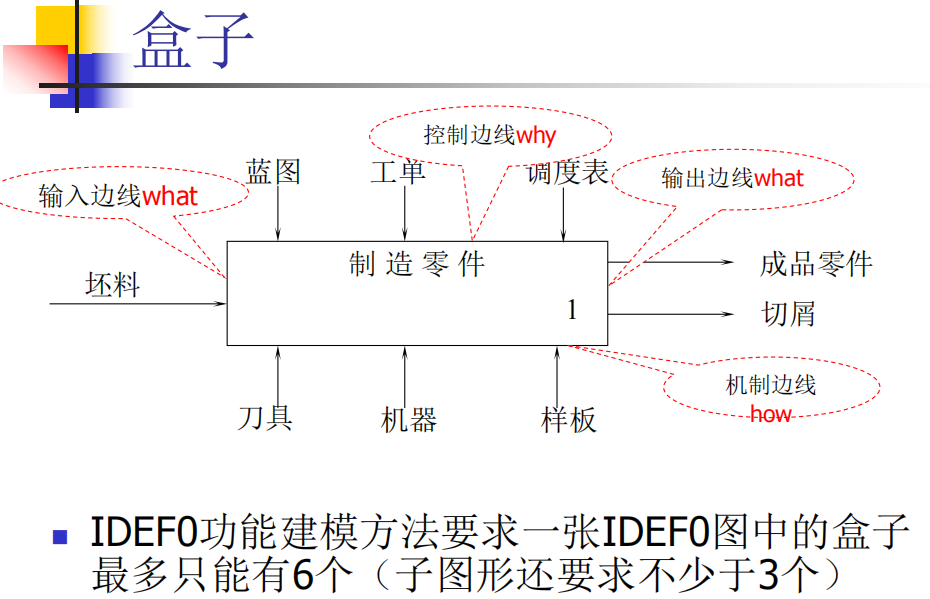 盒子
控制边线why
蓝图
工单
调度表
输入边线what
输出边线what
制造零件
坯料
成品零件
1
切屑
刀具
机器
样板
机制边线
how
IDEF0功能建模方法要求一张IDEF0图中的盒子
最多只能有6个（子图形还要求不少于3个）